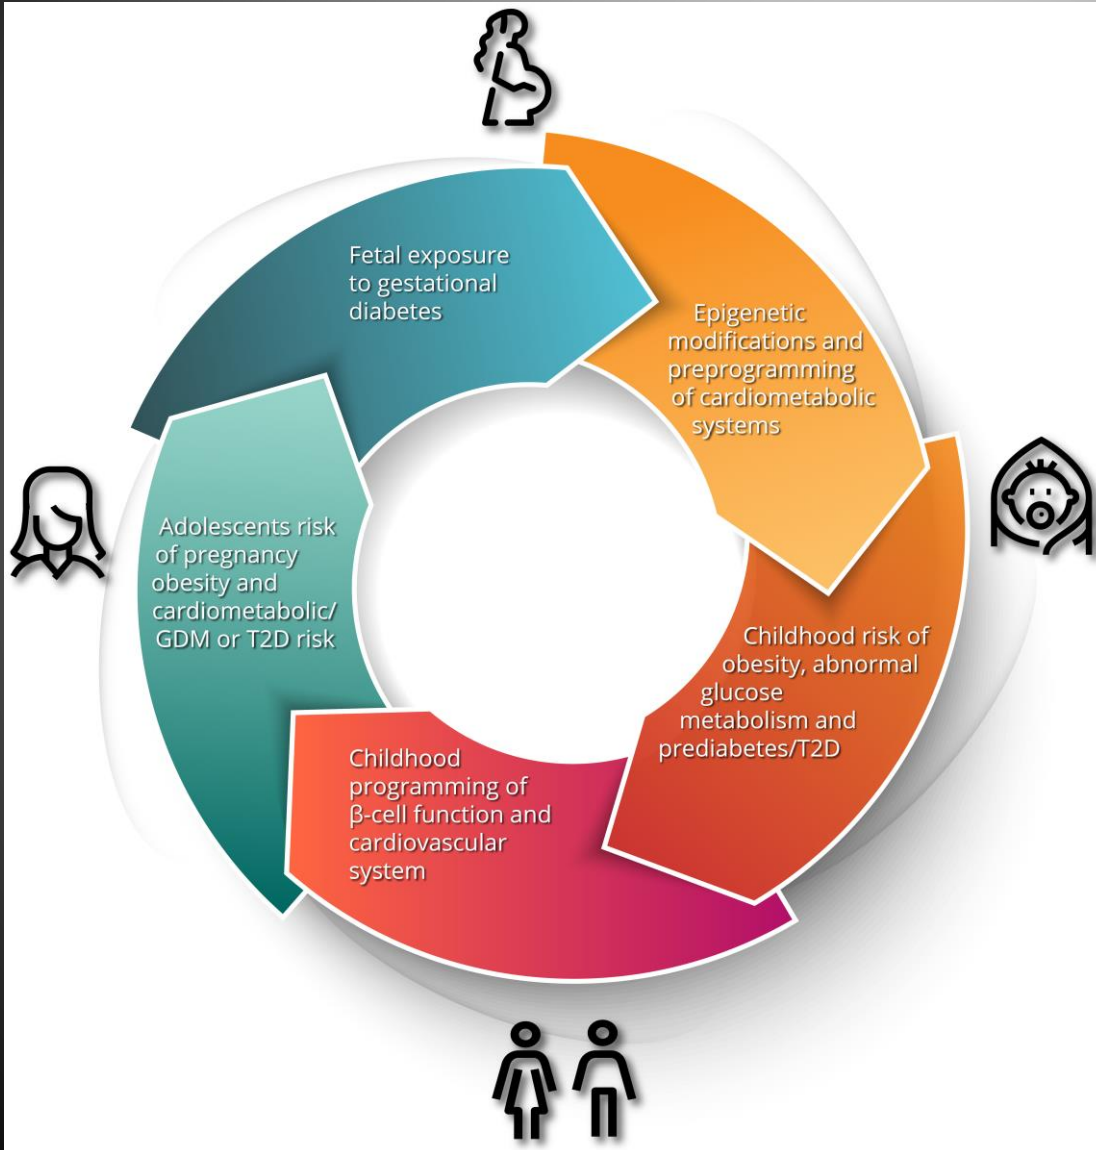 Fetal exposure
to gestational
diabetes
Epigenetic
modifications and
preprogramming
of cardiometabolic
systems
Childhood risk of
obesity, abnormal
glucose
metabolism and
prediabetes/T2D
Childhood
programming of
β-cell function and
cardiovascular
system
Adolescents risk
of pregnancy
obesity and
cardiometabolic/
GDM or T2D risk